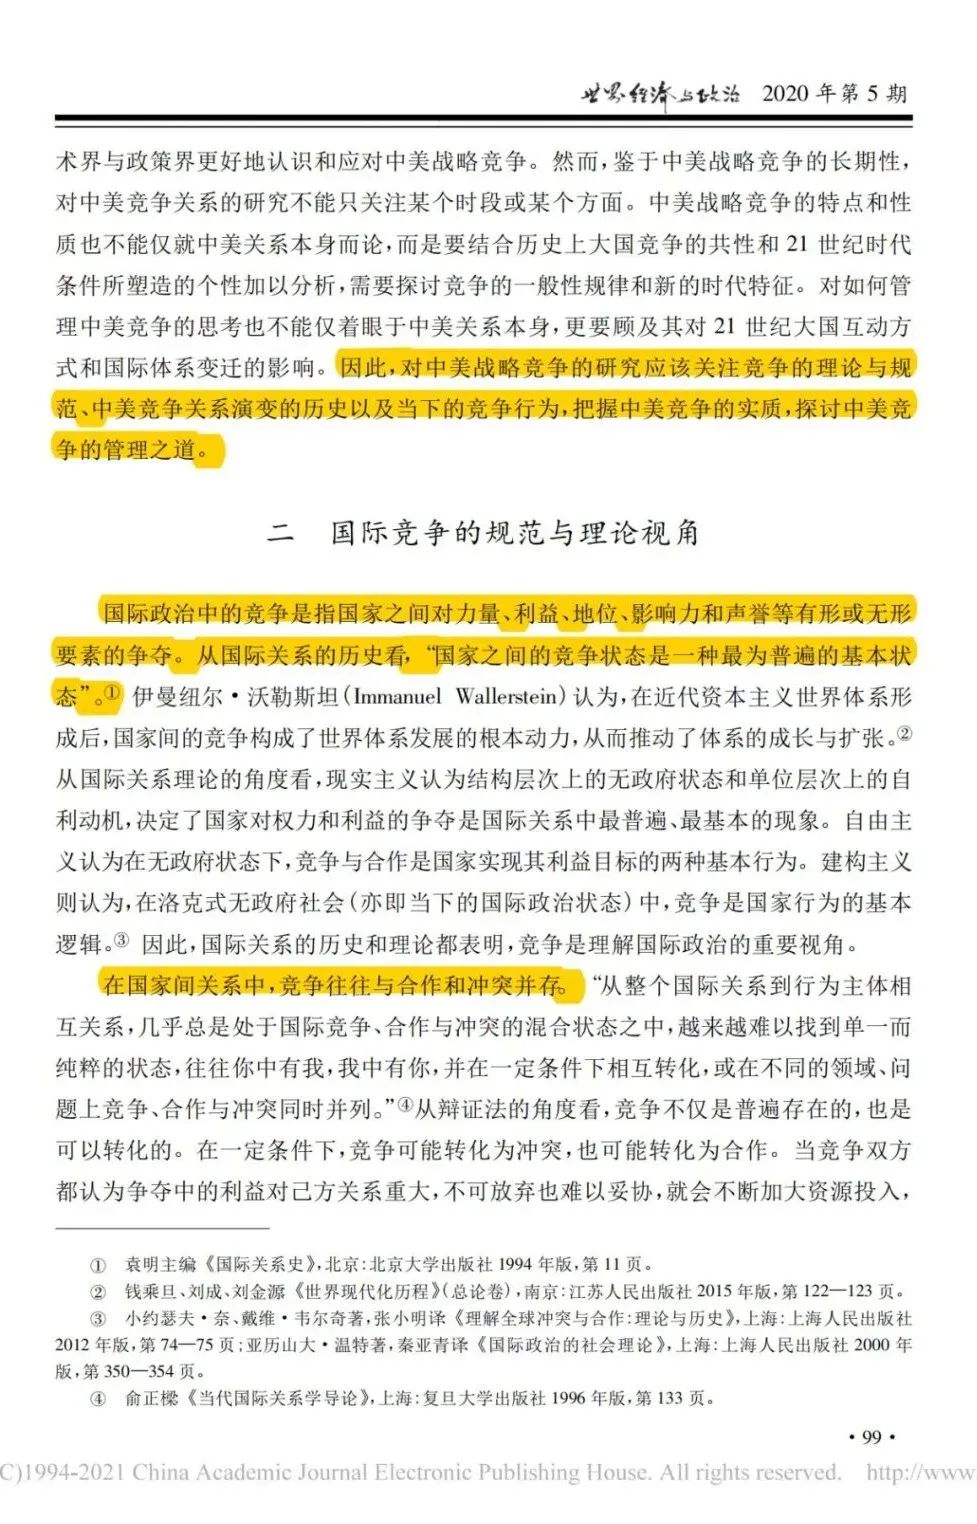 世界经济与政治 2020 年第 5 期
术界与政策界更好地认识和应对中美战略竞争。然而,鉴于中美战略竞争的长期性,
对中美竞争关系的研究不能只关注某个时段或某个方面。中美战略竞争的特点和性
质也不能仅就中美关系本身而论,而是要结合历史上大国竞争的共性和 21 世纪时代
条件所塑造的个性加以分析,需要探讨竞争的一般性规律和新的时代特征。对如何管
理中美竞争的思考也不能仅着眼于中美关系本身,更要顾及其对 21 世纪大国互动方
式和国际体系变迁的影响。因此,对中美战略竞争的研究应该关注竞争的理论与规
范、中美竞争关系演变的历史以及当下的竞争行为,把握中美竞争的实质,探讨中美竞
争的管理之道。
二 国际竞争的规范与理论视角
国际政治中的竞争是指国家之间对力量、利益、地位、影响力和声誉等有形或无形
要素的争夺。从国际关系的历史看,“国家之间的竞争状态是一种最为普遍的基本状
态”。① 伊曼纽尔·沃勒斯坦(Immanuel Wallerstein)认为,在近代资本主义世界体系形
成后,国家间的竞争构成了世界体系发展的根本动力,从而推动了体系的成长与扩张。②
从国际关系理论的角度看,现实主义认为结构层次上的无政府状态和单位层次上的自
利动机,决定了国家对权力和利益的争夺是国际关系中最普遍、最基本的现象。自由主
义认为在无政府状态下,竞争与合作是国家实现其利益目标的两种基本行为。建构主义
则认为,在洛克式无政府社会(亦即当下的国际政治状态)中,竞争是国家行为的基本
逻辑。③ 因此,国际关系的历史和理论都表明,竞争是理解国际政治的重要视角。
在国家间关系中,竞争往往与合作和冲突并存。“从整个国际关系到行为主体相
互关系,几乎总是处于国际竞争、合作与冲突的混合状态之中,越来越难以找到单一而
纯粹的状态,往往你中有我,我中有你,并在一定条件下相互转化,或在不同的领域、问
题上竞争、合作与冲突同时并列。”④从辩证法的角度看,竞争不仅是普遍存在的,也是
可以转化的。在一定条件下,竞争可能转化为冲突,也可能转化为合作。当竞争双方
都认为争夺中的利益对己方关系重大,不可放弃也难以妥协,就会不断加大资源投入,
① 袁明主编《国际关系史》,北京:北京大学出版社 1994 年版,第 11 页。
② 钱乘旦、刘成、刘金源《世界现代化历程》(总论卷),南京:江苏人民出版社 2015 年版,第 122—123 页。
③ 小约瑟夫·奈、戴维·韦尔奇著,张小明译《理解全球冲突与合作:理论与历史》,上海:上海人民出版社
2012 年版,第 74—75 页;亚历山大·温特著,秦亚青译《国际政治的社会理论》,上海:上海人民出版社 2000 年
版,第 350—354 页。
④ 俞正樑《当代国际关系学导论》,上海:复旦大学出版社 1996 年版,第 133 页。
·99·
C)1994-2021 China Academic Journal Electronic Publishing House. All rights reserved. http://www